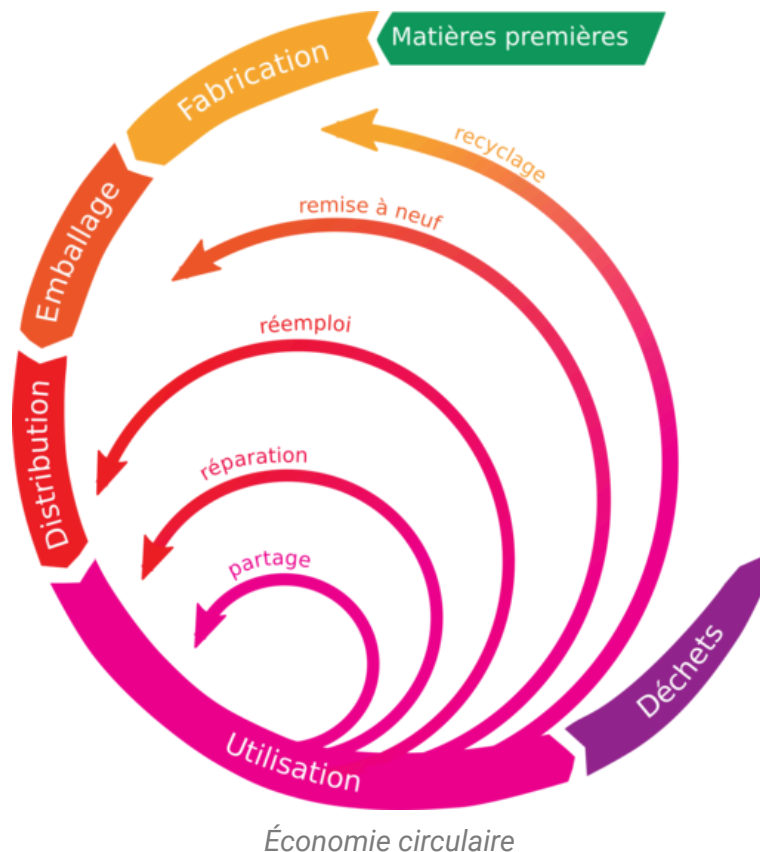 Matières premières
Fabrication
recyclage
Emballage
remise à neuf
réemploi
Distribution
réparation
partage
Déchets
Utilisation
Économie circulaire